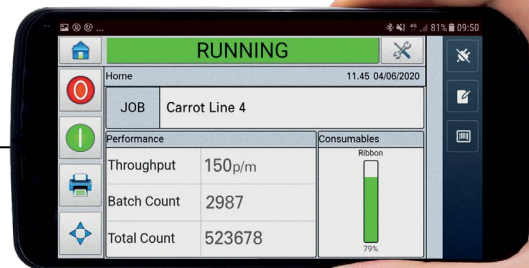 81% 09:50
RUNNING
Home 11.45 04/06/2020
JOB Carrot Line 4
Performance
Throughput 150p/m
Batch Count 2987
Total Count 523678
Consumables
Ribbon
79%